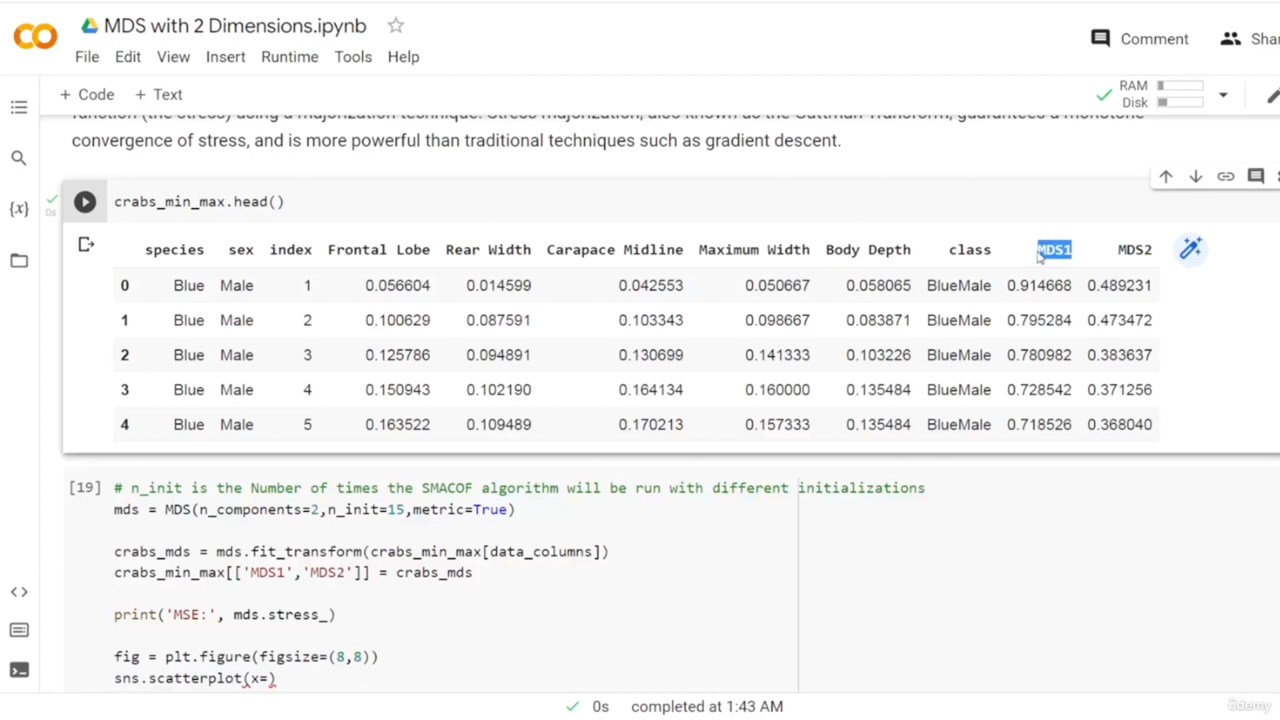 MDS with 2 Dimensions.ipynb
Comment
File Edit View Insert Runtime Tools Help
+ Code + Text
RAM
Disk
convergence of stress, and is more powerful than traditional techniques such as gradient descent.
crabs_min_max.head()
0s
species sex index Frontal Lobe Rear Width Carapace Midline Maximum Width Body Depth class MDS1 MDS2
0 Blue Male 1 0.056604 0.014599 0.042553 0.050667 0.058065 BlueMale 0.914668 0.489231
1 Blue Male 2 0.100629 0.087591 0.103343 0.098667 0.083871 BlueMale 0.795284 0.473472
2 Blue Male 3 0.125786 0.094891 0.130699 0.141333 0.103226 BlueMale 0.780982 0.383637
3 Blue Male 4 0.150943 0.102190 0.164134 0.160000 0.135484 BlueMale 0.728542 0.371256
4 Blue Male 5 0.163522 0.109489 0.170213 0.157333 0.135484 BlueMale 0.718526 0.368040
[19] # n_init is the Number of times the SMACOF algorithm will be run with different initializations
mds = MDS(n_components=2,n_init=15,metric=True)
crabs_mds = mds.fit_transform(crabs_min_max[data_columns])
crabs_min_max[['MDS1','MDS2']] = crabs_mds
print('MSE:', mds.stress_)
fig = plt.figure(figsize=(8,8))
sns.scatterplot(x=)
0s completed at 1:43 AM
ûdemy